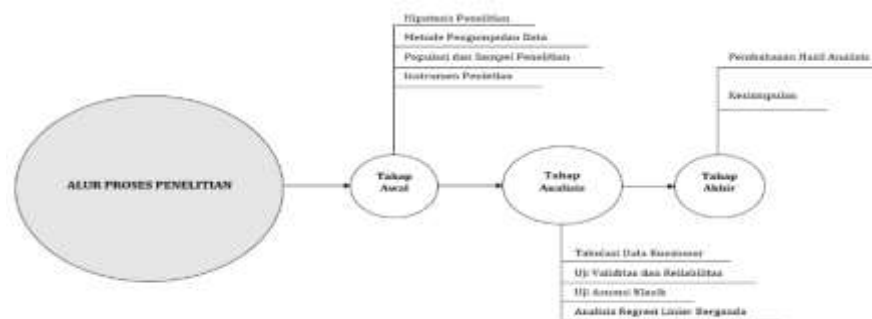 Hipotesis Penelitian
Metode Pengumpulan Data
Populasi dan Sampel Penelitian
Instrumen Penelitian
Pembahasan Hasil Analisis
Kesimpulan
ALUR PROSES PENELITIAN
Tahap
Awal
Tahap
Analisis
Tahap
Akhir
Tabulasi Data Kuesioner
Uji Validitas dan Reliabilitas
Uji Asumsi Klasik
Analisis Regresi Linier Berganda